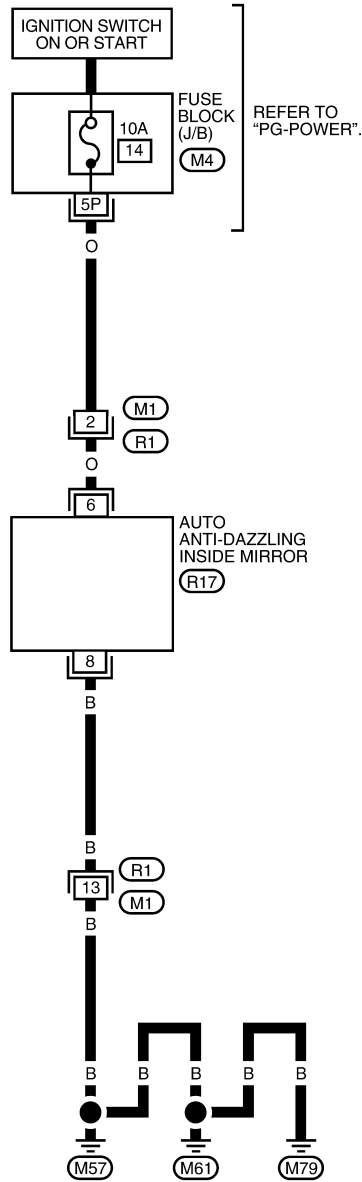 IGNITION SWITCH
ON OR START
FUSE
BLOCK
(J/B)
M4
REFER TO
"PG-POWER".
10A
14
5P
O
M1
2
R1
O
6
AUTO
ANTI-DAZZLING
INSIDE MIRROR
R17
8
B
B
R1
13
M1
B
B B B B B
M57 M61 M79